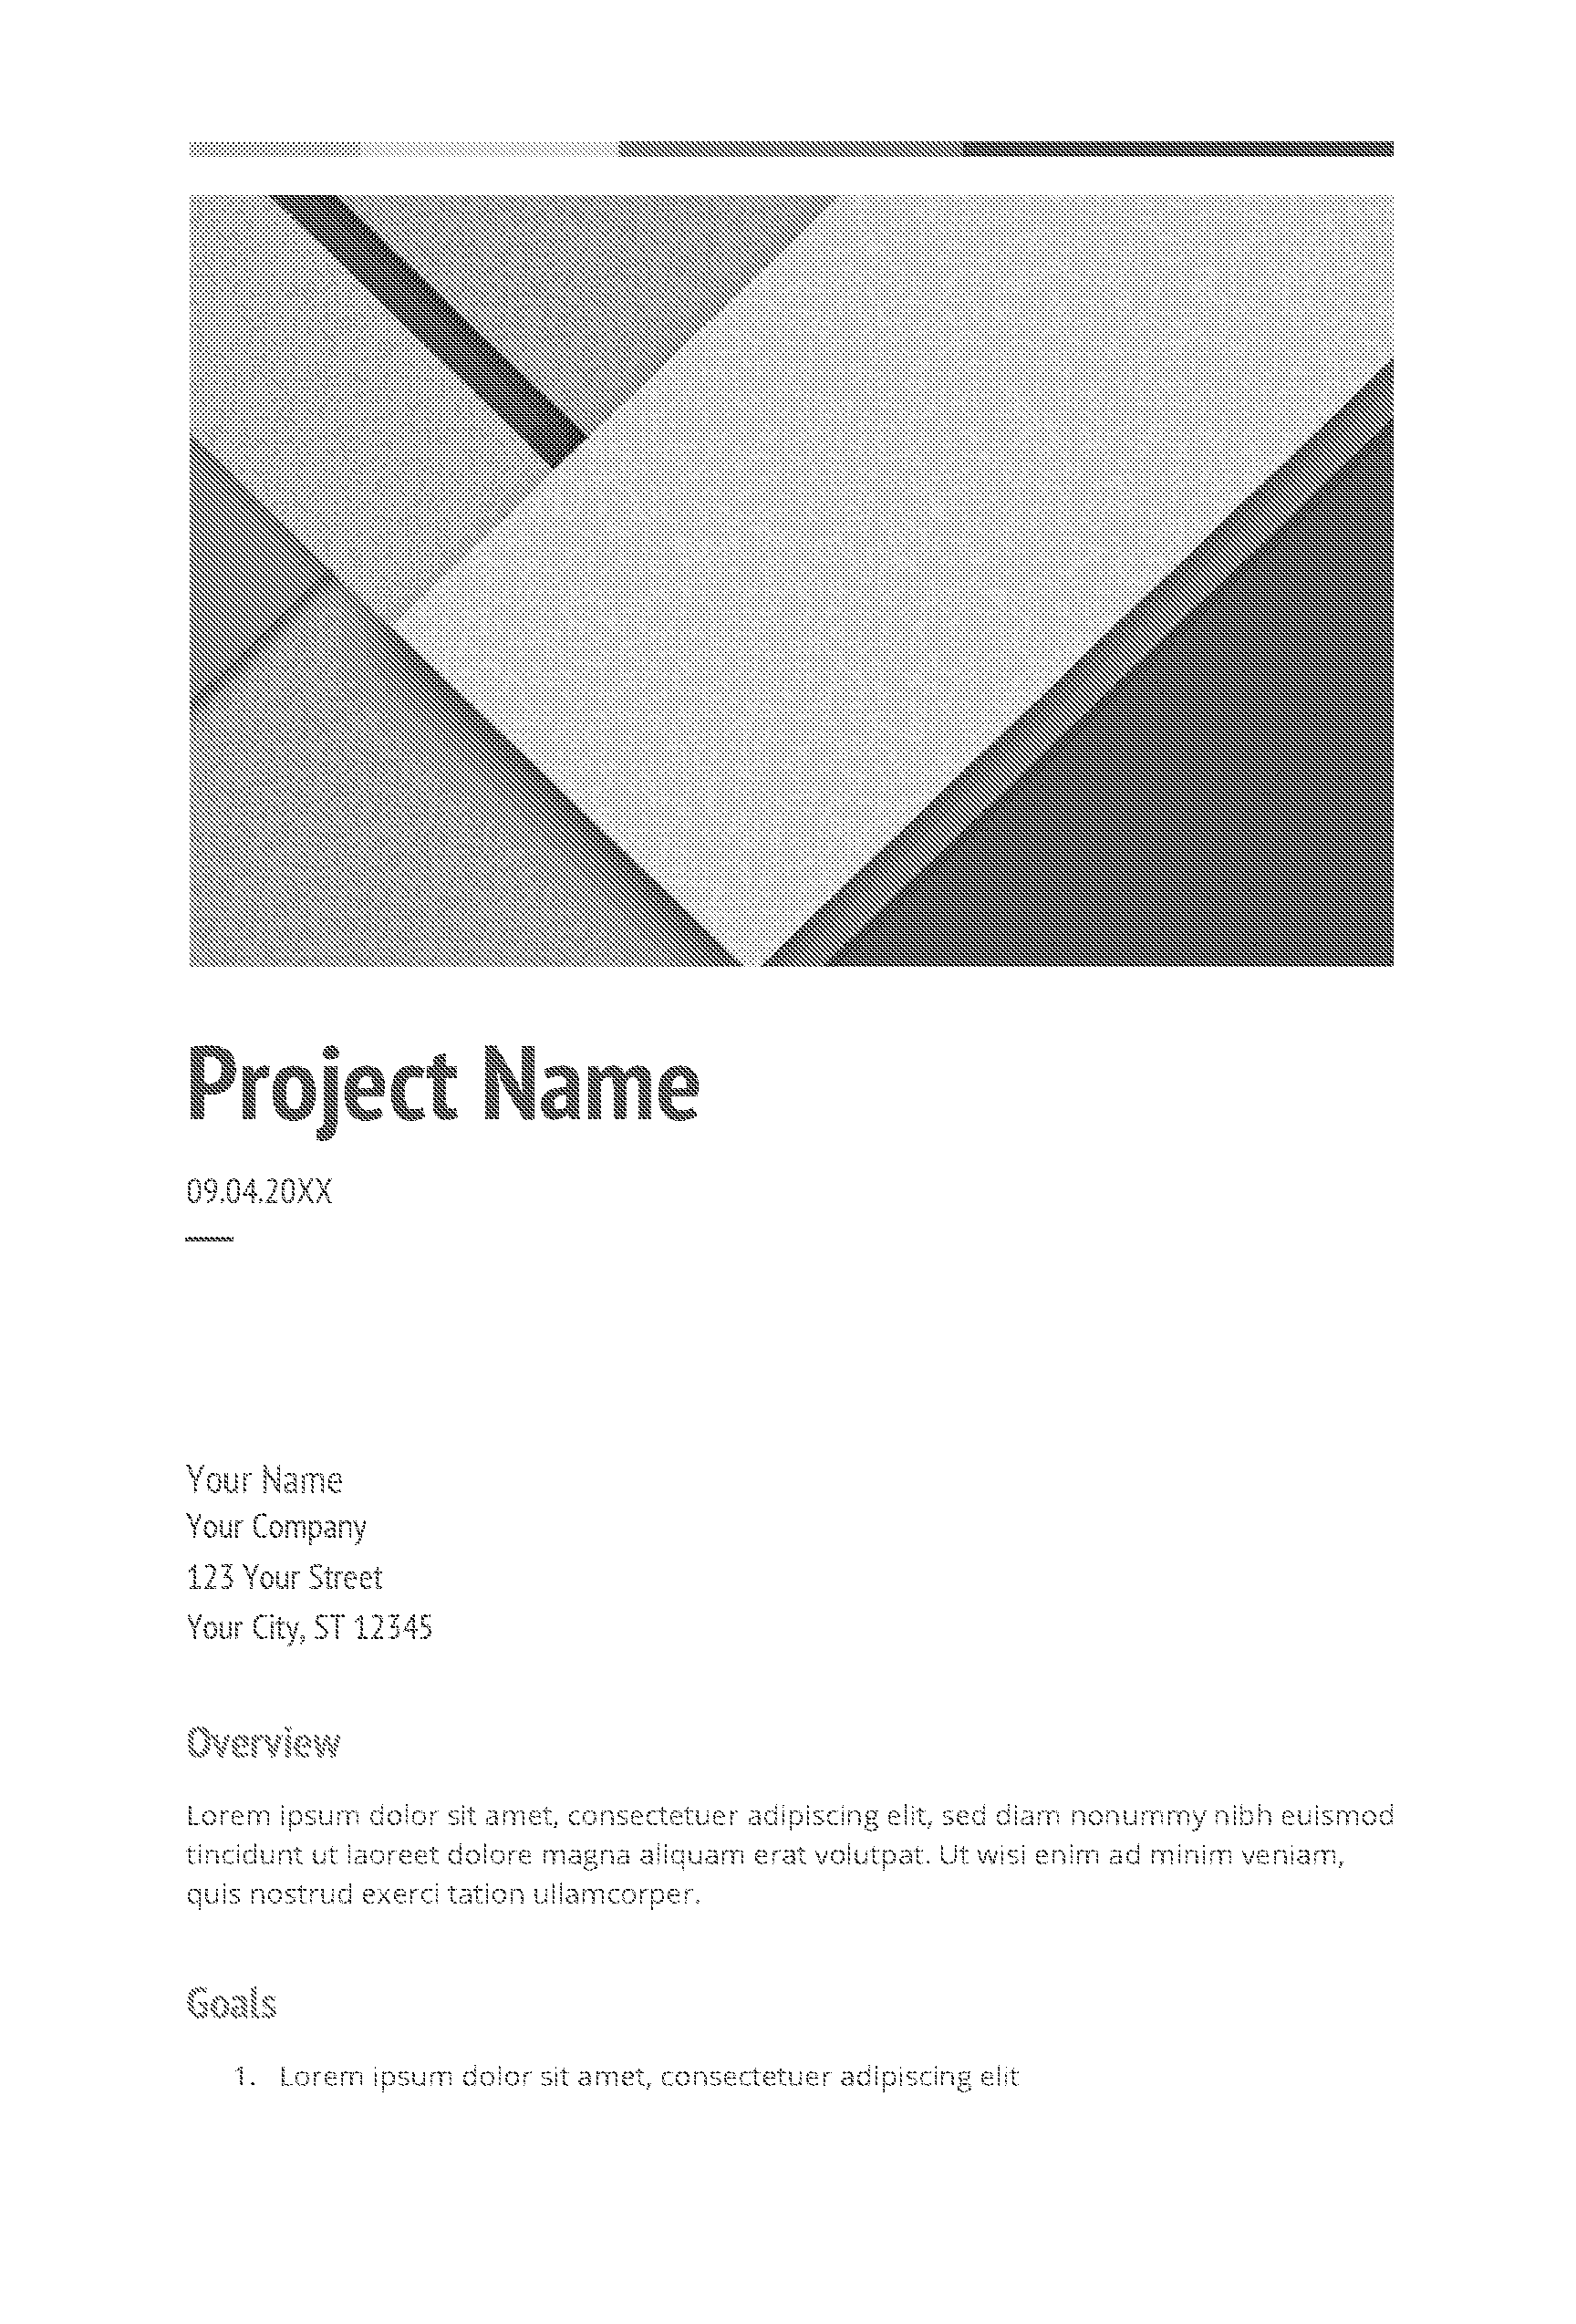 Project Name
09.04.20XX
Your Name
Your Company
123 Your Street
Your City, ST 12345
Overview
Lorem ipsum dolor sit amet, consectetuer adipiscing elit, sed diam nonummy nibh euismod
tincidunt ut laoreet dolore magna aliquam erat volutpat. Ut wisi enim ad minim veniam,
quis nostrud exerci tation ullamcorper.
Goals
1. Lorem ipsum dolor sit amet, consectetuer adipiscing elit